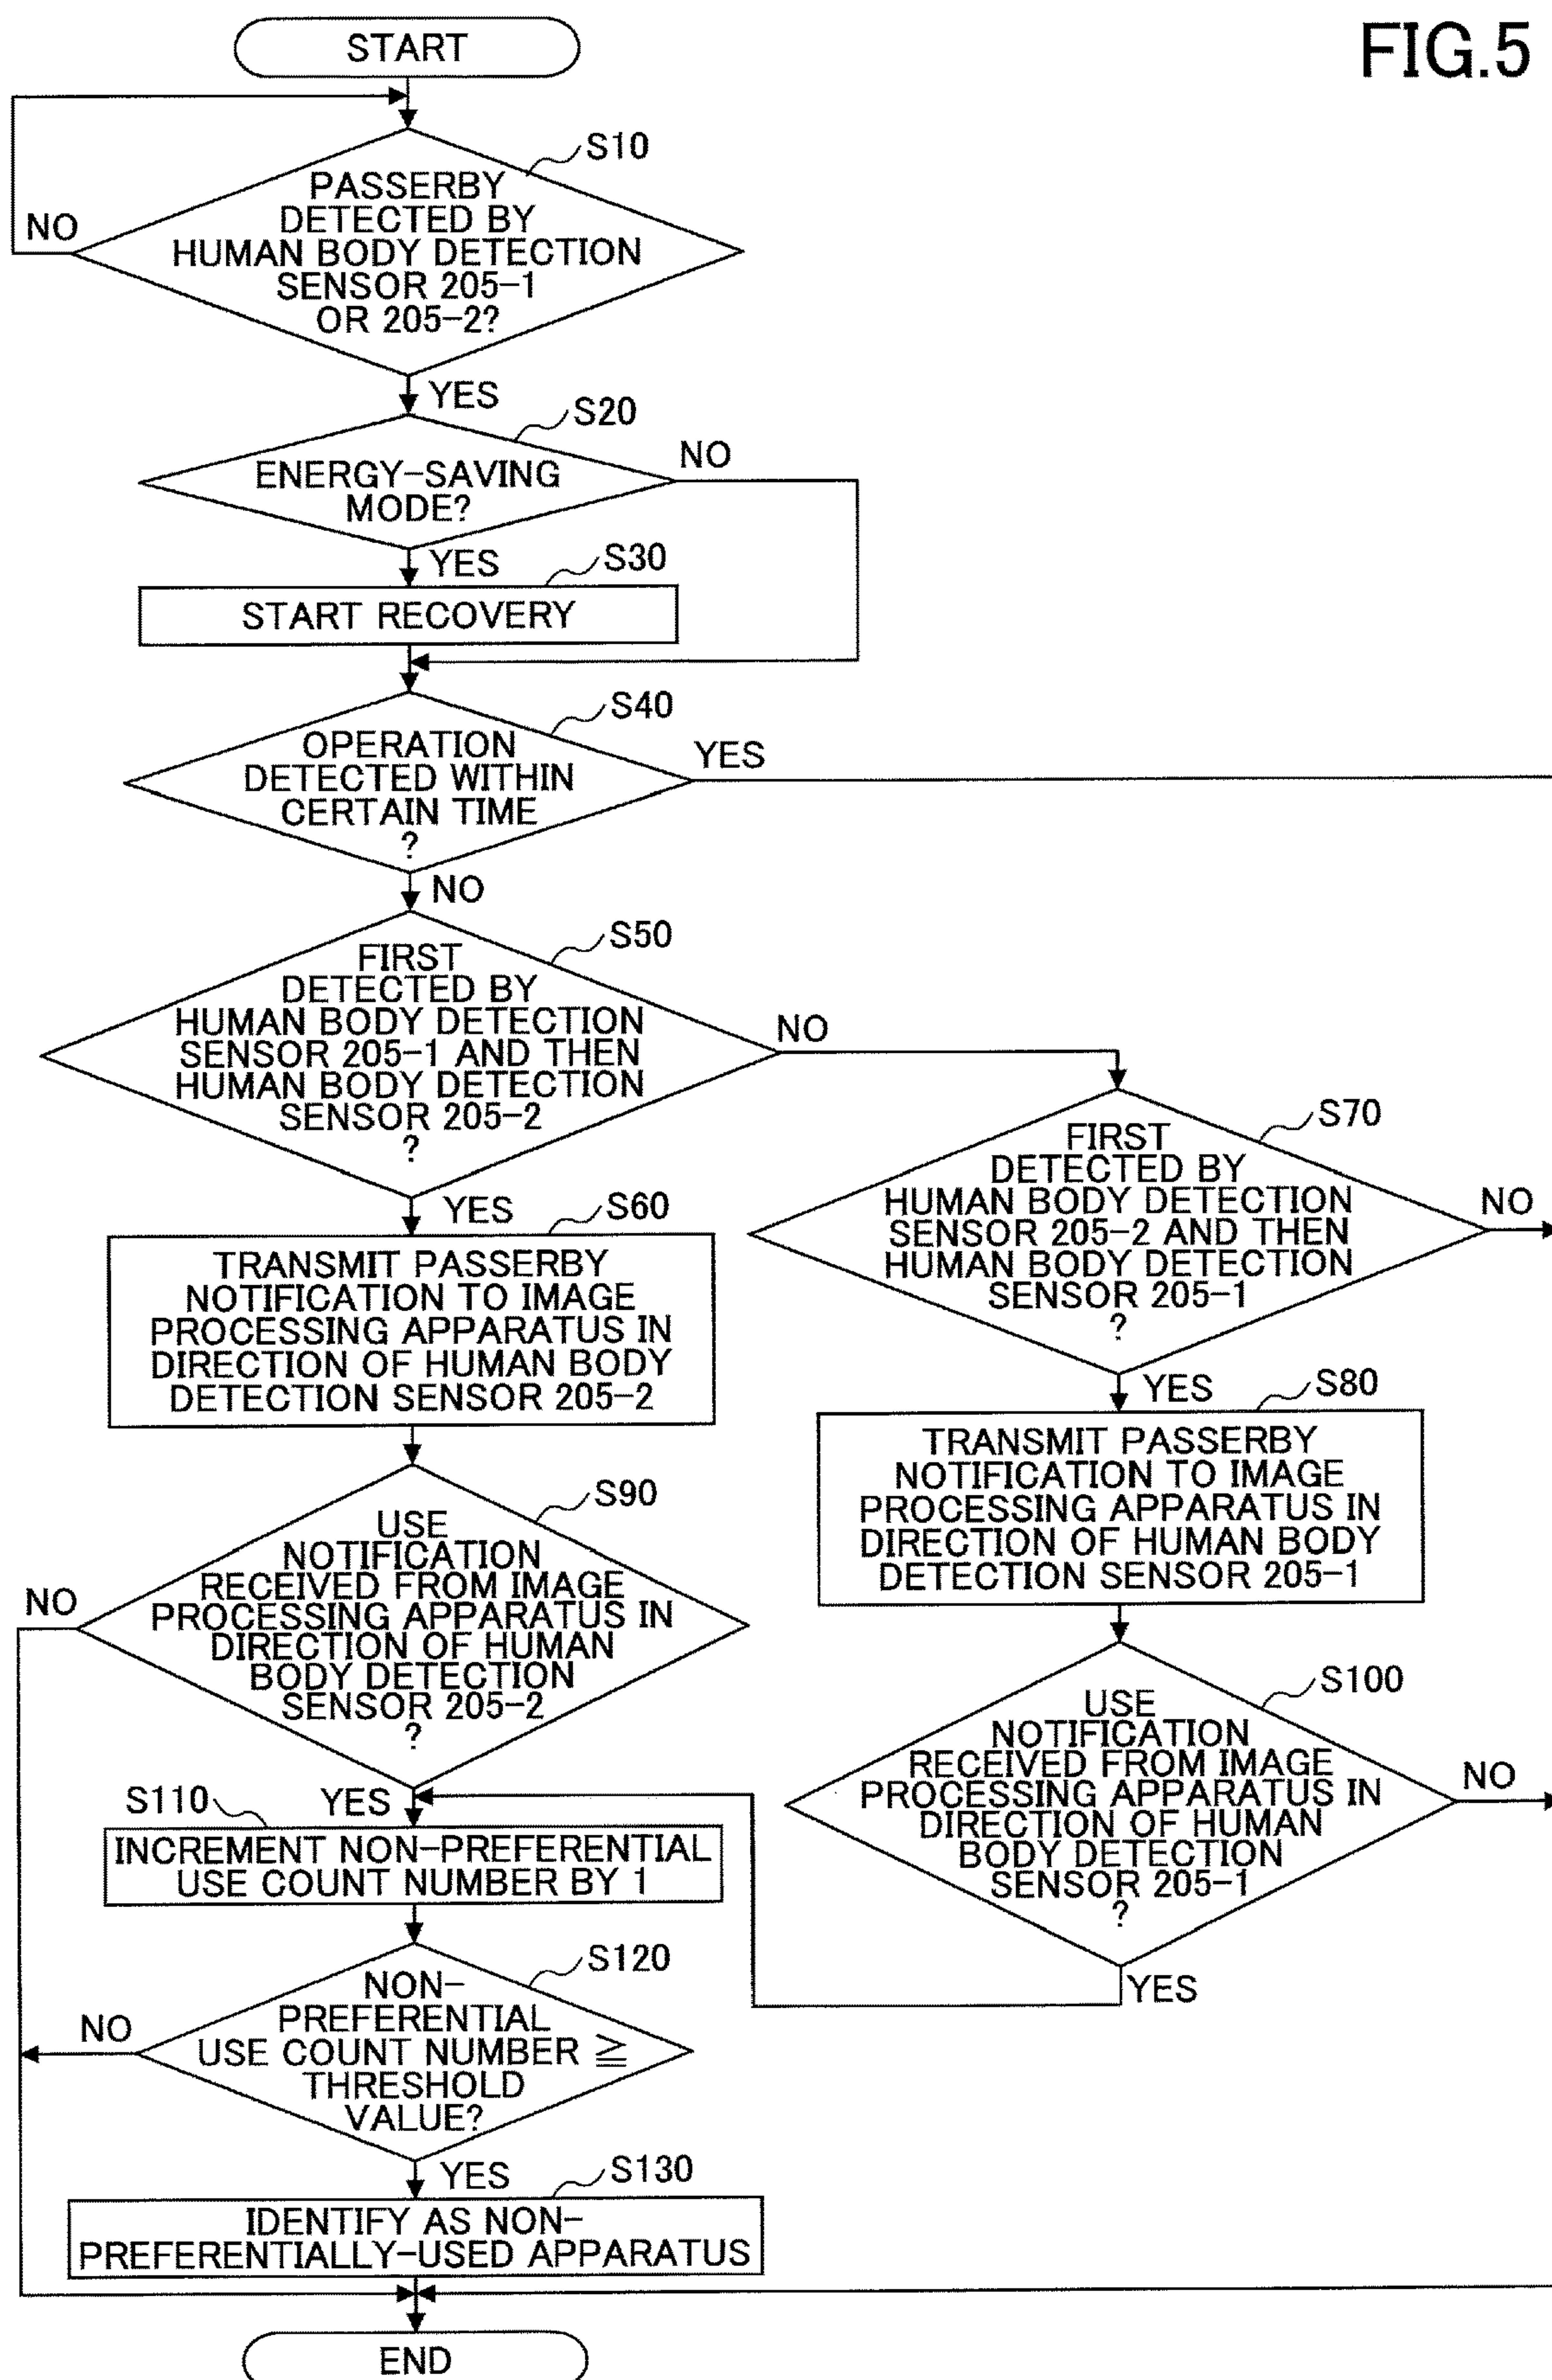 FIG.5
START
S10
PASSERBY
DETECTED BY
HUMAN BODY DETECTION
SENSOR 205-1
OR 205-2?
NO
YES
S20
ENERGY-SAVING
MODE?
NO
YES
S30
START RECOVERY
S40
OPERATION
DETECTED WITHIN
CERTAIN TIME
?
YES
NO
S50
FIRST
DETECTED BY
HUMAN BODY DETECTION
SENSOR 205-1 AND THEN
HUMAN BODY DETECTION
SENSOR 205-2
?
NO
YES
S60
TRANSMIT PASSERBY
NOTIFICATION TO IMAGE
PROCESSING APPARATUS IN
DIRECTION OF HUMAN BODY
DETECTION SENSOR 205-2
S70
FIRST
DETECTED BY
HUMAN BODY DETECTION
SENSOR 205-2 AND THEN
HUMAN BODY DETECTION
SENSOR 205-1
?
NO
YES
S80
TRANSMIT PASSERBY
NOTIFICATION TO IMAGE
PROCESSING APPARATUS IN
DIRECTION OF HUMAN BODY
DETECTION SENSOR 205-1
S90
USE
NOTIFICATION
RECEIVED FROM IMAGE
PROCESSING APPARATUS IN
DIRECTION OF HUMAN
BODY DETECTION
SENSOR 205-2
?
NO
YES
S100
USE
NOTIFICATION
RECEIVED FROM IMAGE
PROCESSING APPARATUS IN
DIRECTION OF HUMAN
BODY DETECTION
SENSOR 205-1
?
NO
YES
S110
INCREMENT NON-PREFERENTIAL
USE COUNT NUMBER BY 1
S120
NON-
PREFERENTIAL
USE COUNT NUMBER ≧
THRESHOLD
VALUE?
NO
YES
S130
IDENTIFY AS NON-
PREFERENTIALLY-USED APPARATUS
END